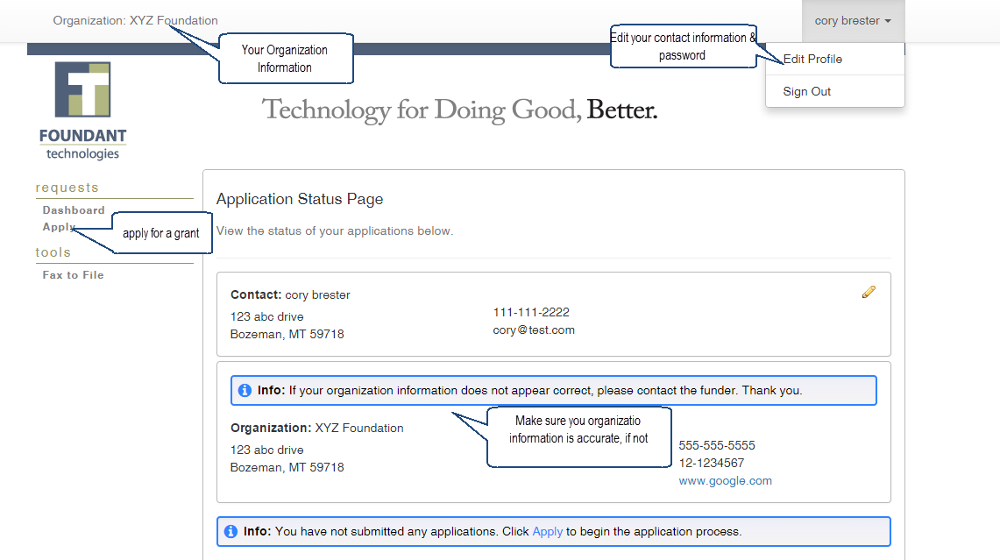 Organization: XYZ Foundation
cory brester
Your Organization
Information
Edit your contact information &
password
Edit Profile
Sign Out
FOUNDANT
technologies
Technology for Doing Good, Better.
requests
Dashboard
Apply
apply for a grant
tools
Fax to File
Application Status Page
View the status of your applications below.
Contact: cory brester
123 abc drive
Bozeman, MT 59718
111-111-2222
cory@test.com
Info: If your organization information does not appear correct, please contact the funder. Thank you.
Make sure you organizatio
information is accurate, if not
Organization: XYZ Foundation
123 abc drive
Bozeman, MT 59718
555-555-5555
12-1234567
www.google.com
Info: You have not submitted any applications. Click Apply to begin the application process.